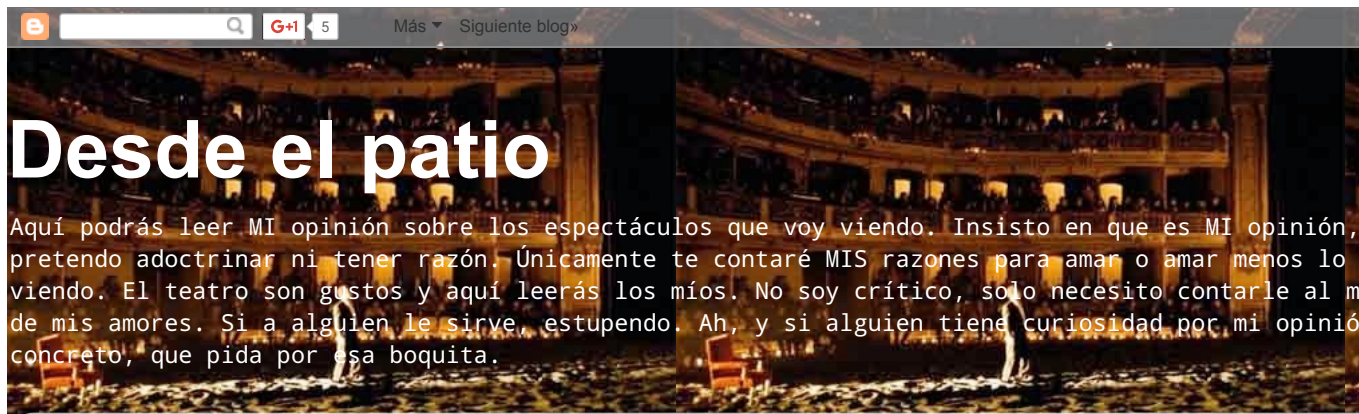 G+1 5 Más Siguiente blog»
Desde el patio
Aquí podrás leer MI opinión sobre los espectáculos que voy viendo. Insisto en que es MI opinión,
pretendo adoctrinar ni tener razón. Únicamente te contaré MIS razones para amar o amar menos lo
viendo. El teatro son gustos y aquí leerás los míos. No soy crítico, solo necesito contarle al m
de mis amores. Si a alguien le sirve, estupendo. Ah, y si alguien tiene curiosidad por mi opinió
concreto, que pida por esa boquita.